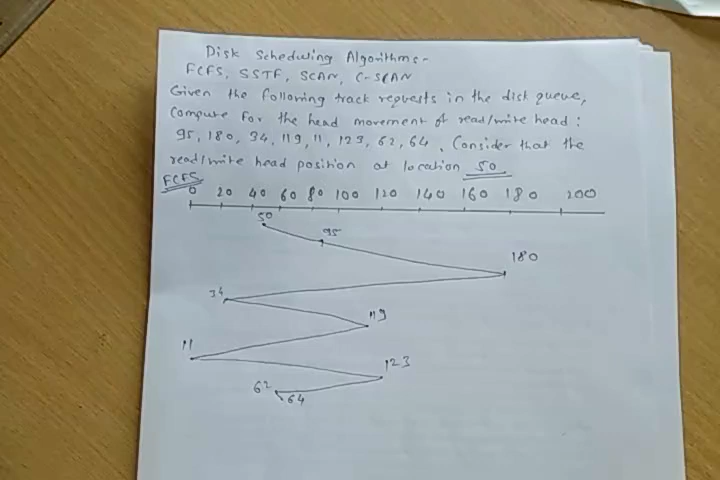 Disk Scheduling Algorithms-
FCFS, SSTF, SCAN, C-SCAN
Given the following track requests in the disk queue,
Compute for the head movement of read/write head:
95, 180, 34, 119, 11, 123, 62, 64. Consider that the
read/write head position at location 50
FCFS
0 20 40 60 80 100 120 140 160 180 200
50
95
180
34
119
11
123
62
64